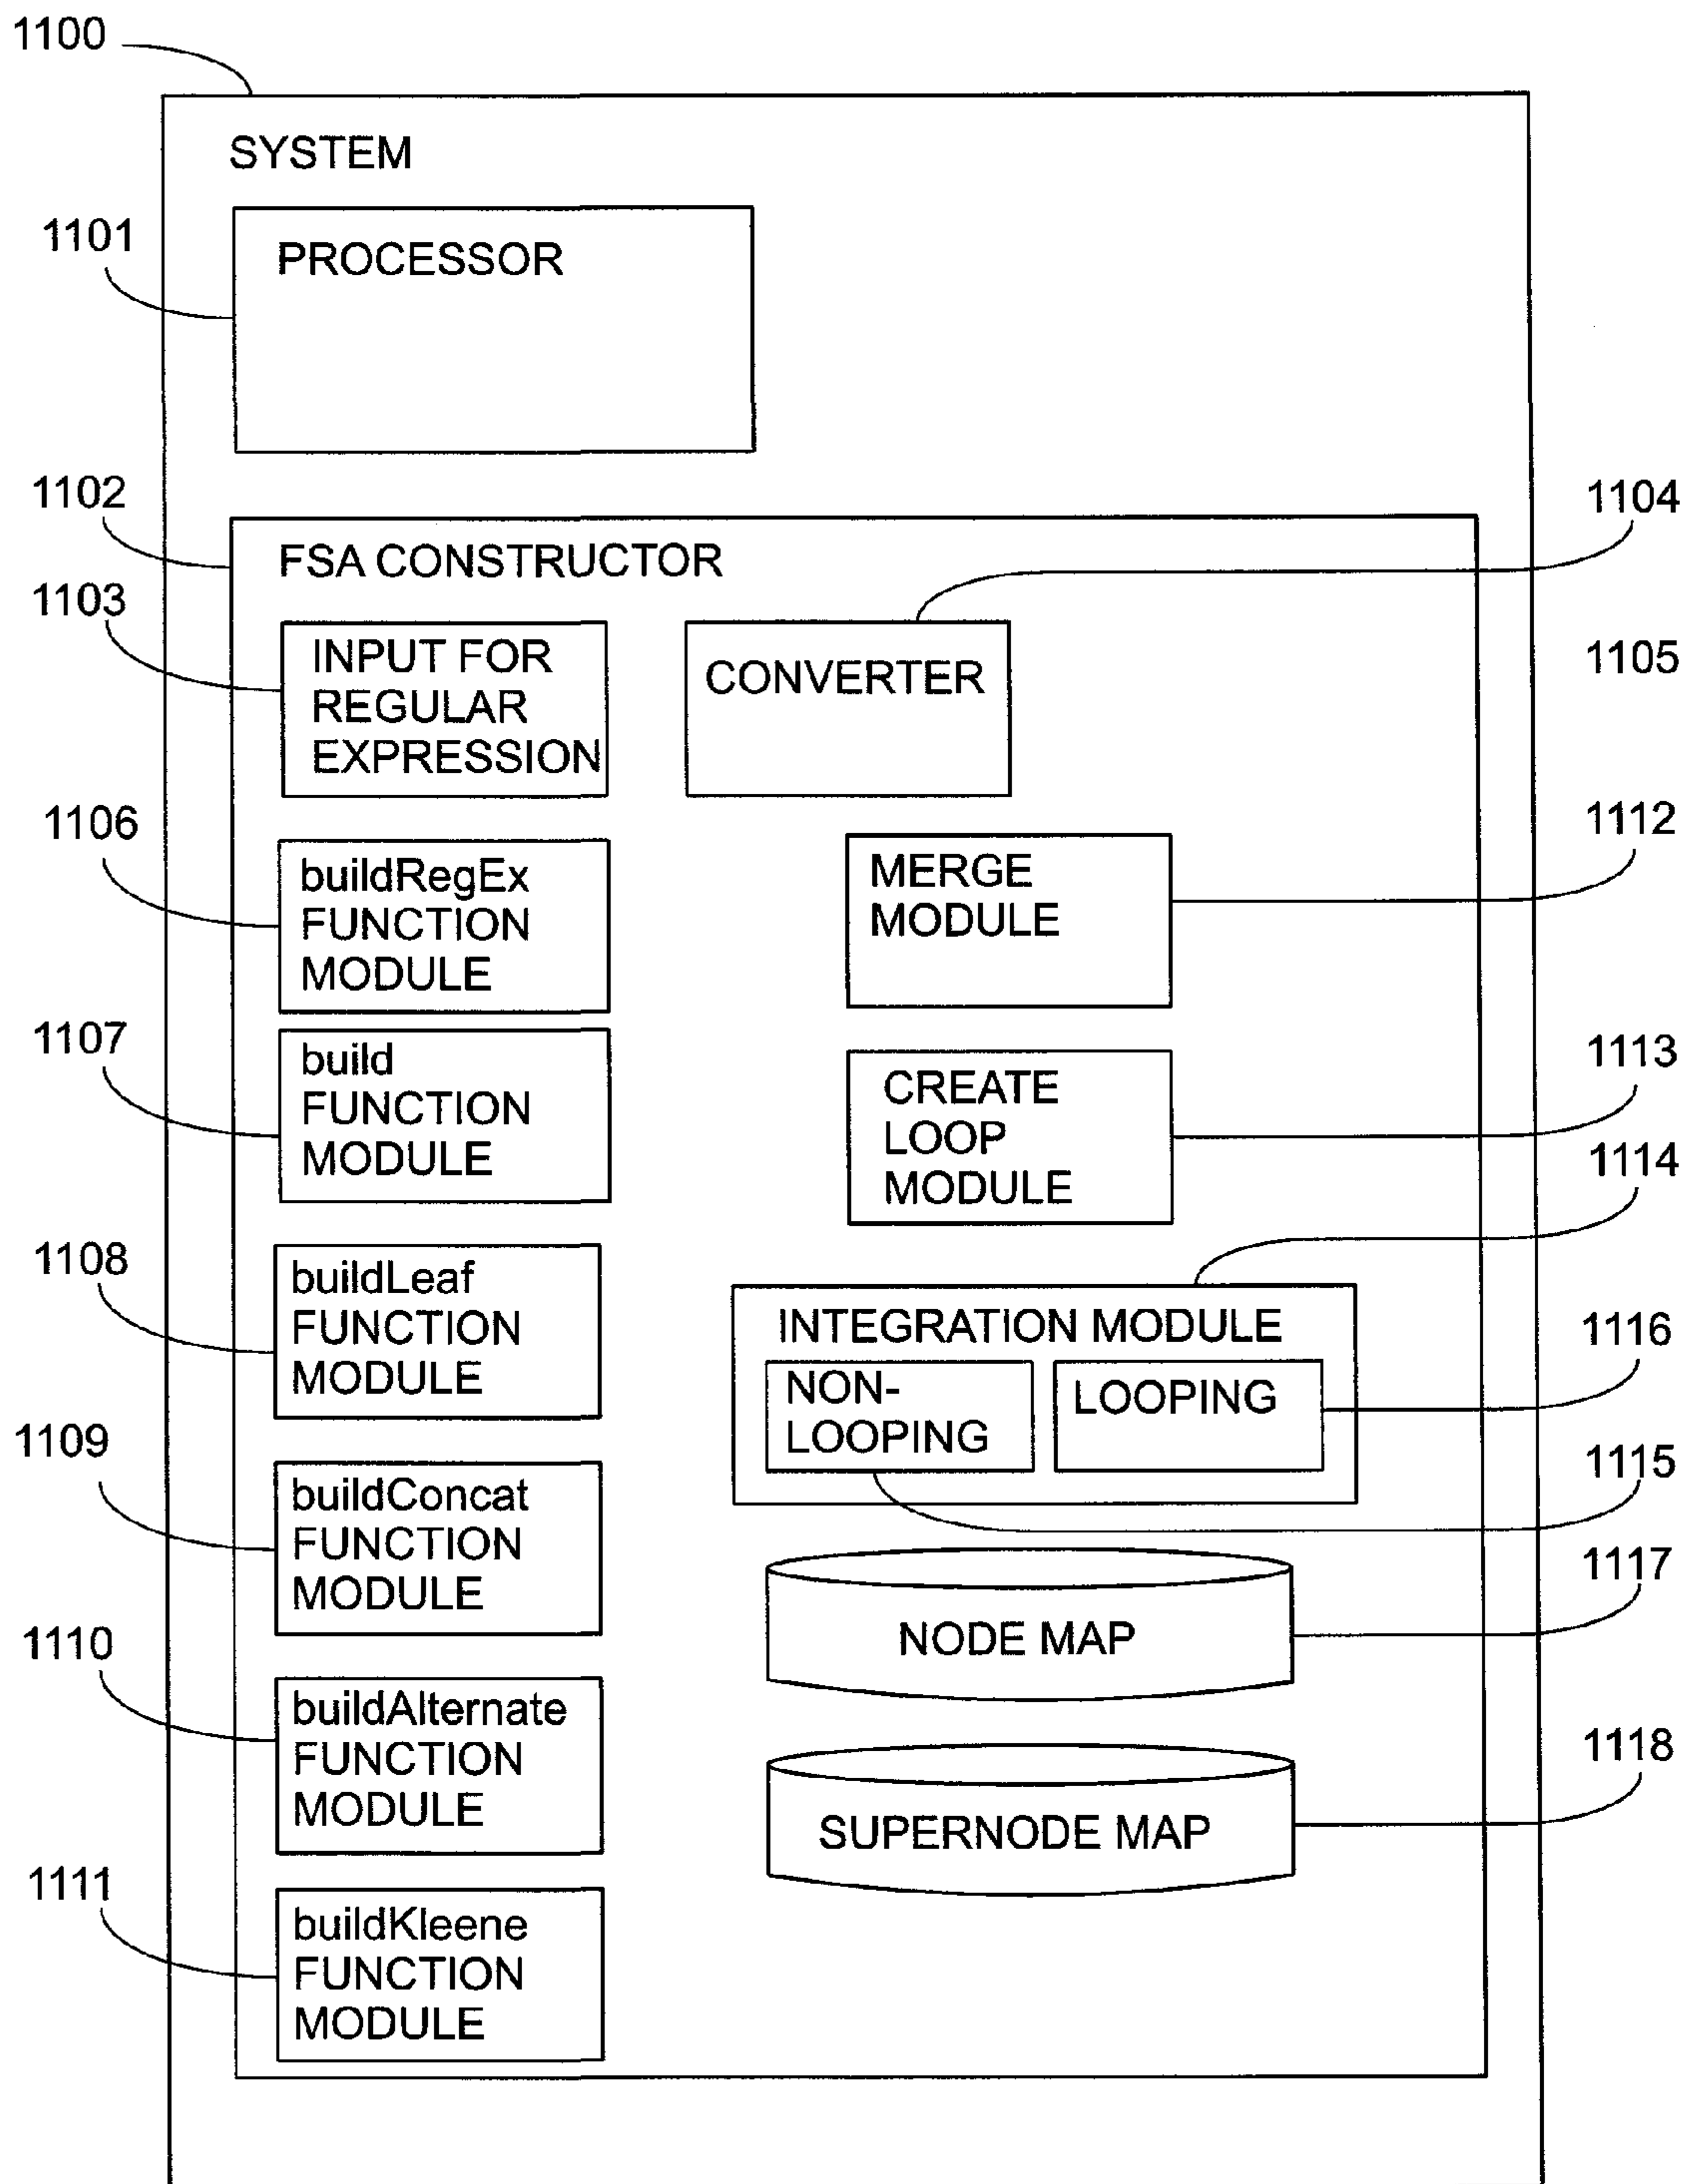 1100
SYSTEM
1101
PROCESSOR
1102
1104
FSA CONSTRUCTOR
1103
INPUT FOR
REGULAR
EXPRESSION
CONVERTER
1105
1106
buildRegEx
FUNCTION
MODULE
MERGE
MODULE
1112
1107
build
FUNCTION
MODULE
CREATE
LOOP
MODULE
1113
1114
1108
buildLeaf
FUNCTION
MODULE
INTEGRATION MODULE
NON-
LOOPING
LOOPING
1116
1115
1109
buildConcat
FUNCTION
MODULE
NODE MAP
1117
1110
buildAlternate
FUNCTION
MODULE
SUPERNODE MAP
1118
1111
buildKleene
FUNCTION
MODULE